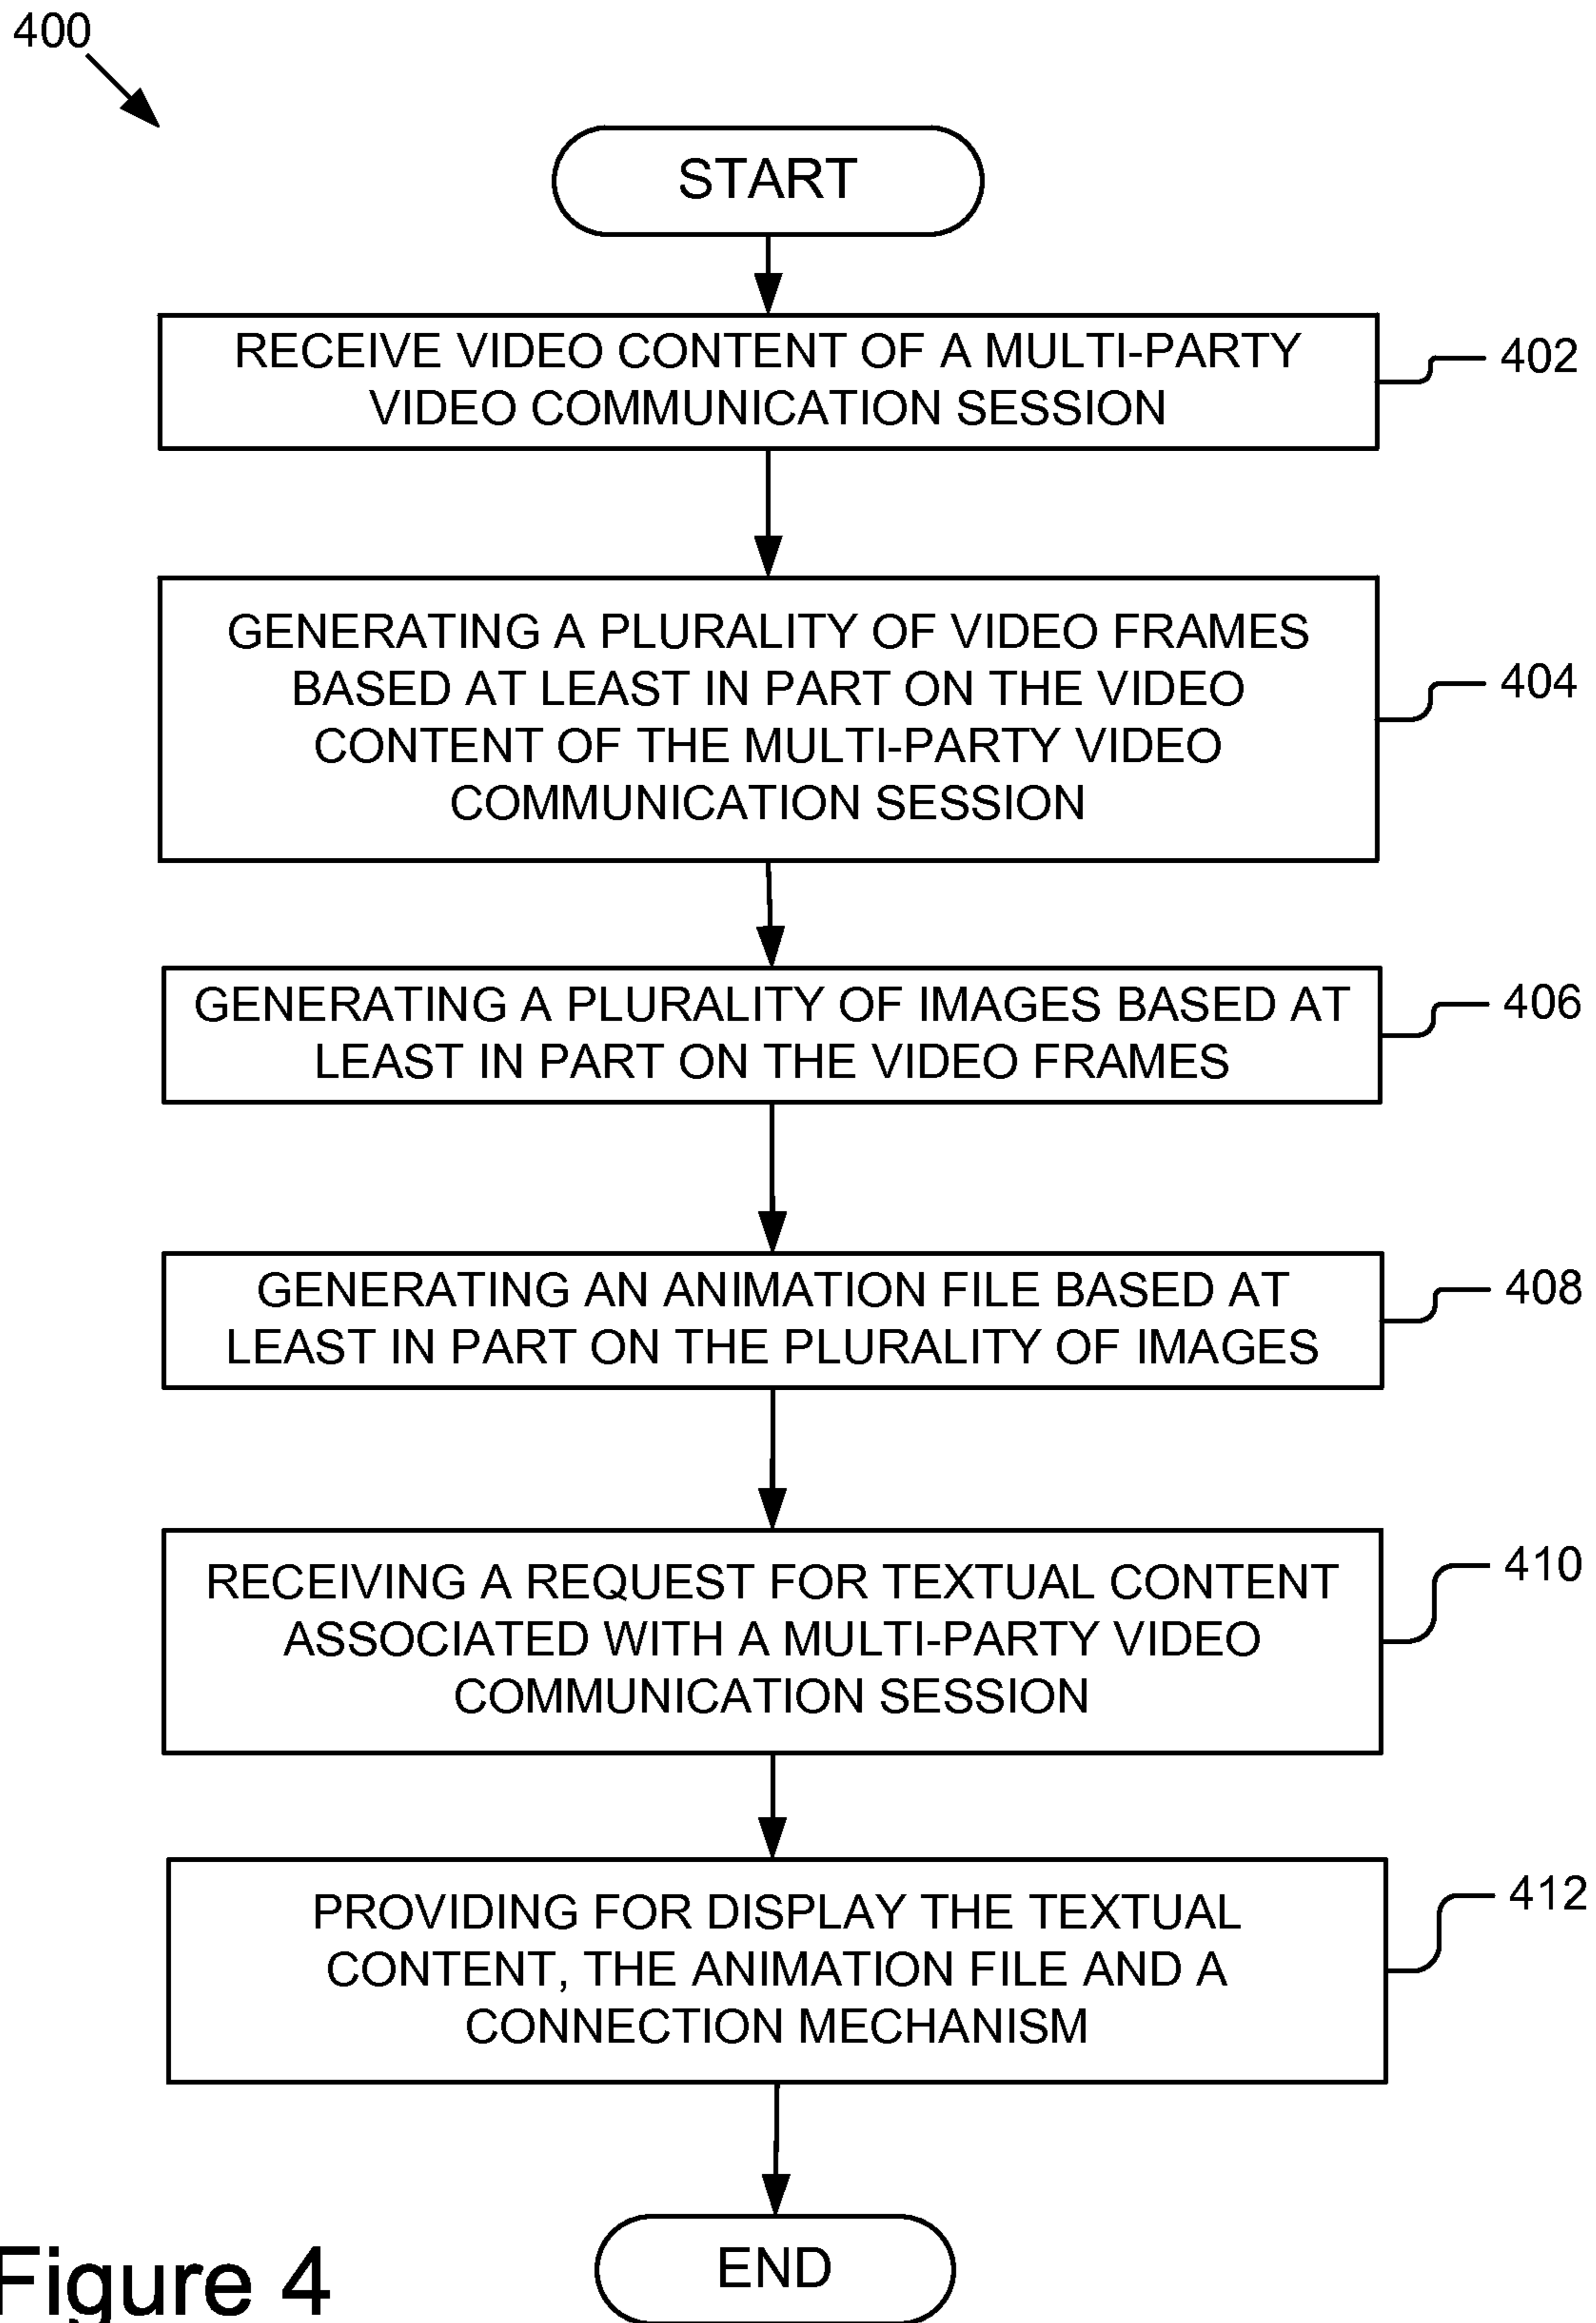 400
START
RECEIVE VIDEO CONTENT OF A MULTI-PARTY
VIDEO COMMUNICATION SESSION
402
GENERATING A PLURALITY OF VIDEO FRAMES
BASED AT LEAST IN PART ON THE VIDEO
CONTENT OF THE MULTI-PARTY VIDEO
COMMUNICATION SESSION
404
GENERATING A PLURALITY OF IMAGES BASED AT
LEAST IN PART ON THE VIDEO FRAMES
406
GENERATING AN ANIMATION FILE BASED AT
LEAST IN PART ON THE PLURALITY OF IMAGES
408
RECEIVING A REQUEST FOR TEXTUAL CONTENT
ASSOCIATED WITH A MULTI-PARTY VIDEO
COMMUNICATION SESSION
410
PROVIDING FOR DISPLAY THE TEXTUAL
CONTENT, THE ANIMATION FILE AND A
CONNECTION MECHANISM
412
END
Figure 4